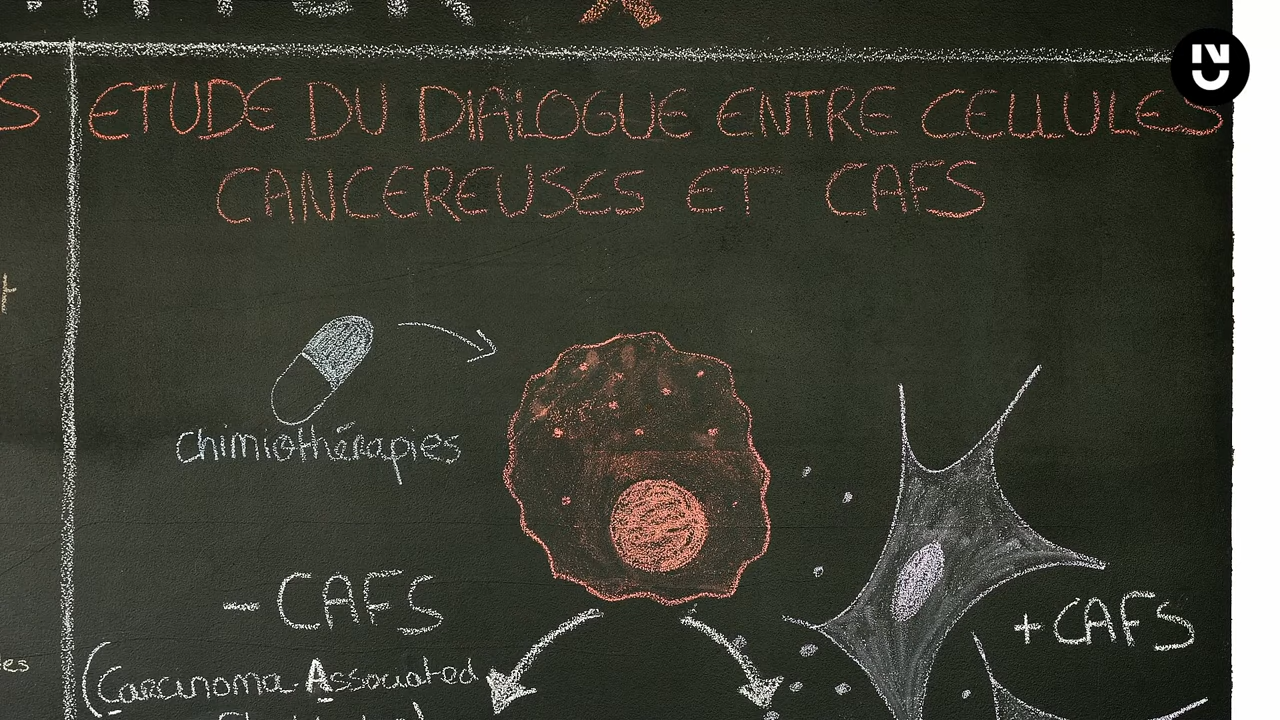 ETUDE DU DIALOGUE ENTRE CELLULES
CANCEREUSES ET CAFS
chimiothérapies
- CAFS
+ CAFS
(Carcinoma-Associated